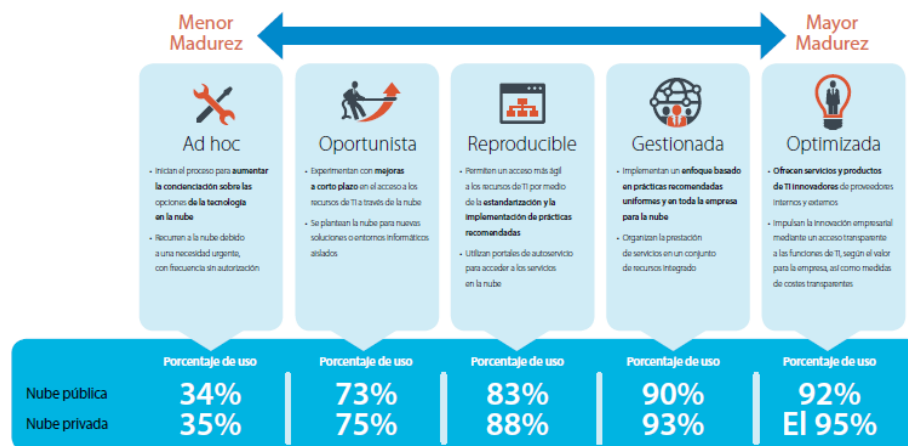 Menor
Madurez
Mayor
Madurez
Ad hoc
• Inician el proceso para aumentar
la concienciación sobre las
opciones de la tecnología
en la nube
• Recurren a la nube debido
a una necesidad urgente,
con frecuencia sin autorización
Oportunista
• Experimentan con mejoras
a corto plazo en el acceso a los
recursos de TI a través de la nube
• Se plantean la nube para nuevas
soluciones o entornos informáticos
aislados
Reproducible
• Permiten un acceso más ágil
a los recursos de TI por medio
de la estandarización y la
implementación de prácticas
recomendadas
• Utilizan portales de autoservicio
para acceder a los servicios
en la nube
Gestionada
• Implementan un enfoque basado
en prácticas recomendadas
uniformes y en toda la empresa
para la nube
• Organizan la prestación
de servicios en un conjunto
de recursos integrado
Optimizada
• Ofrecen servicios y productos
de TI innovadores de proveedores
internos y externos
• Impulsan la innovación empresarial
mediante un acceso transparente
a las funciones de TI, según el valor
para la empresa, así como medidas
de costes transparentes
Porcentaje de uso Porcentaje de uso Porcentaje de uso Porcentaje de uso Porcentaje de uso
Nube pública 34% 73% 83% 90% 92%
Nube privada 35% 75% 88% 93% El 95%